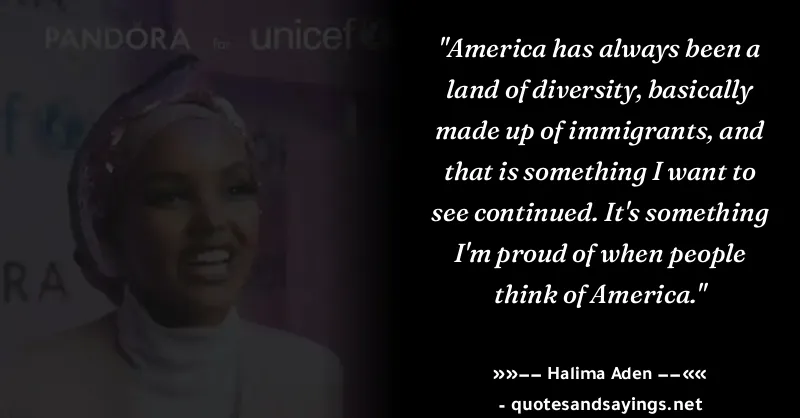 PANDÓRA for unicef
"America has always been a
land of diversity, basically
made up of immigrants, and
that is something I want to
see continued. It's something
I'm proud of when people
think of America."
RA
»»−− Halima Aden −−««
- quotesandsayings.net